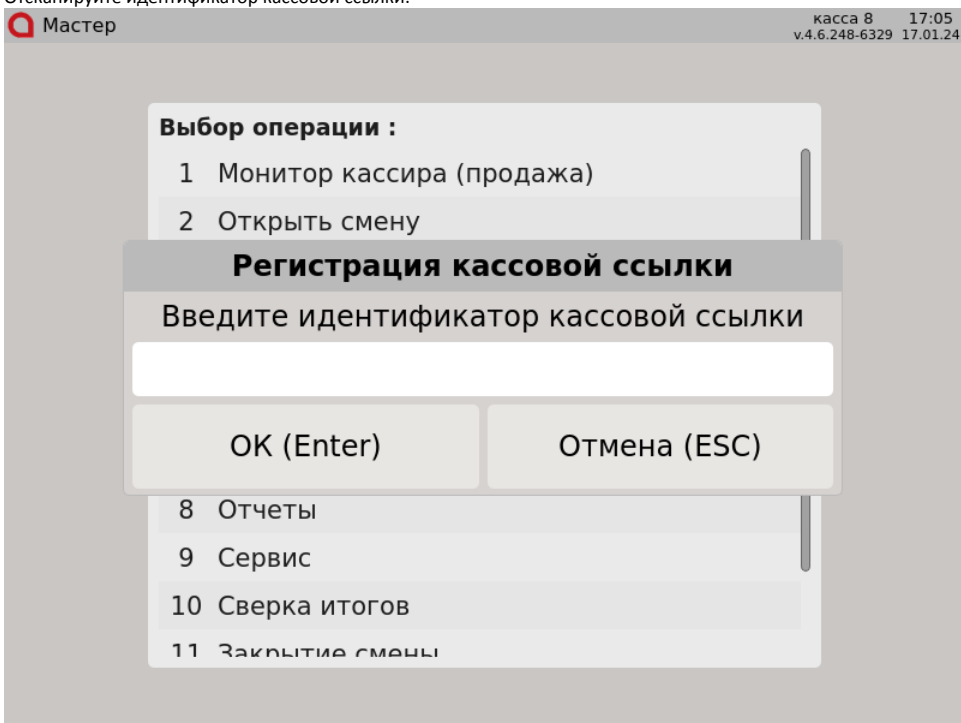 Отсканируйте идентификатор кассовой ссылки.
Мастер
касса 8 17:05
v.4.6.248-6329 17.01.24
Выбор операции :
1 Монитор кассира (продажа)
2 Открыть смену
Регистрация кассовой ссылки
Введите идентификатор кассовой ссылки
ОК (Enter) Отмена (ESC)
8 Отчеты
9 Сервис
10 Сверка итогов
11 Закрытие смены